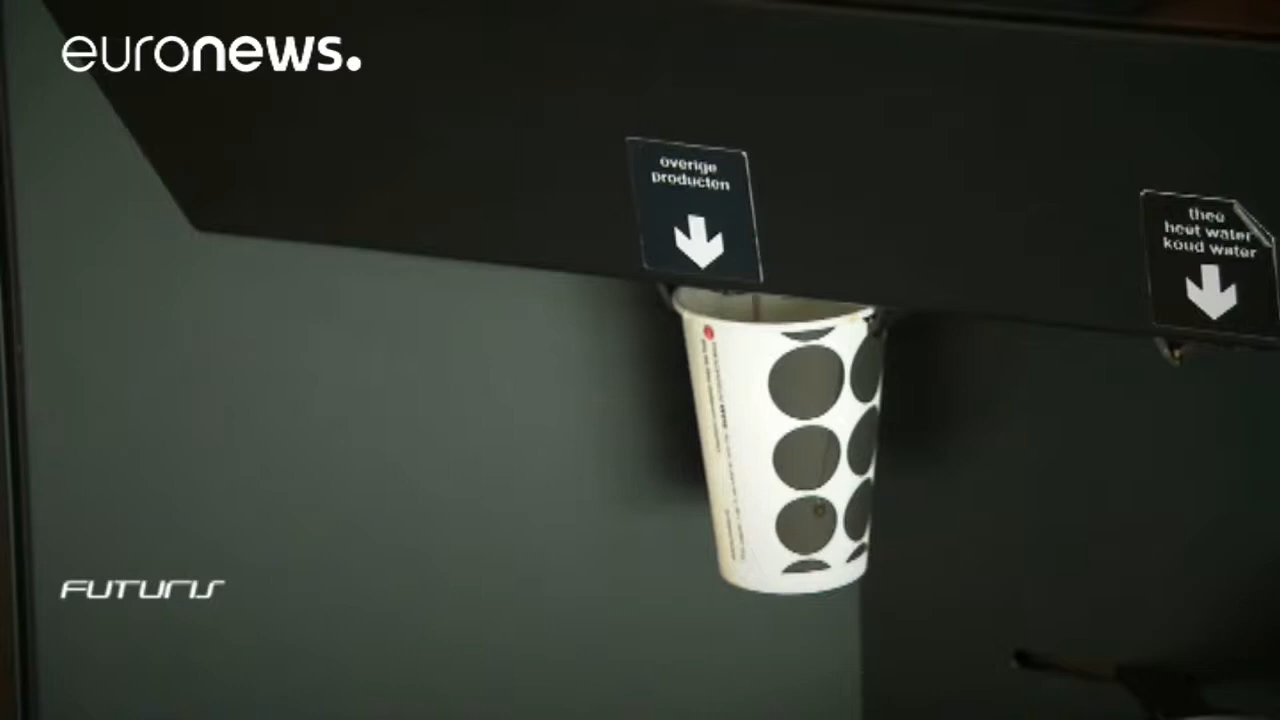 euronews.
overige
producten
thee
heet water
koud water
FUTURIS